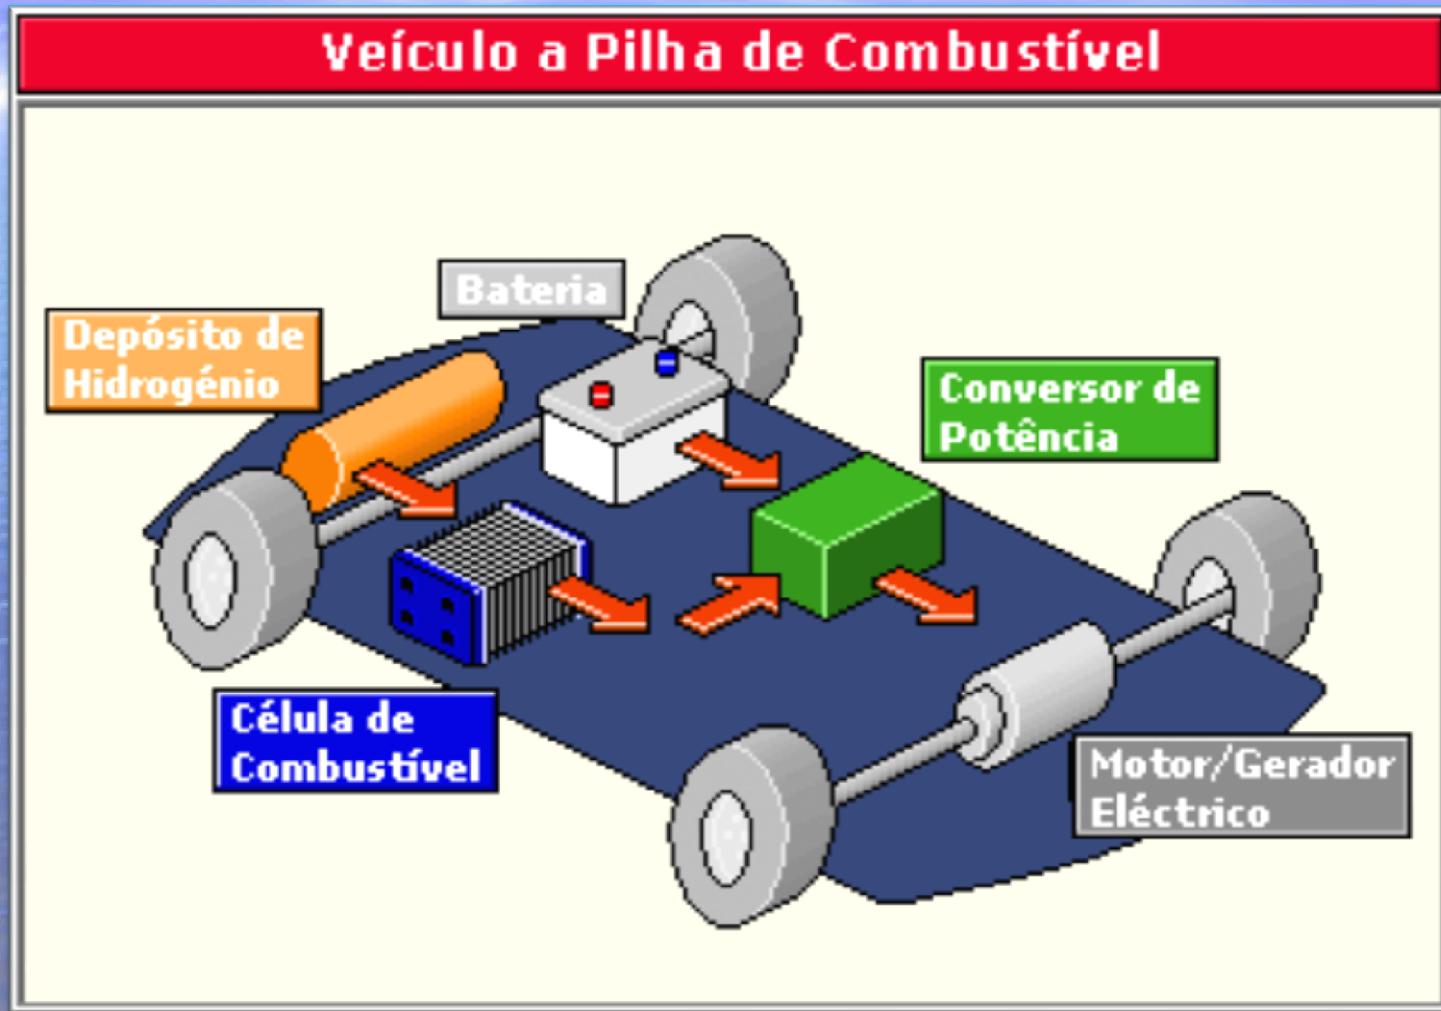 Veículo a Pilha de Combustível
Bateria
Depósito de
Hidrogénio
Conversor de
Potência
Célula de
Combustível
Motor/Gerador
Eléctrico